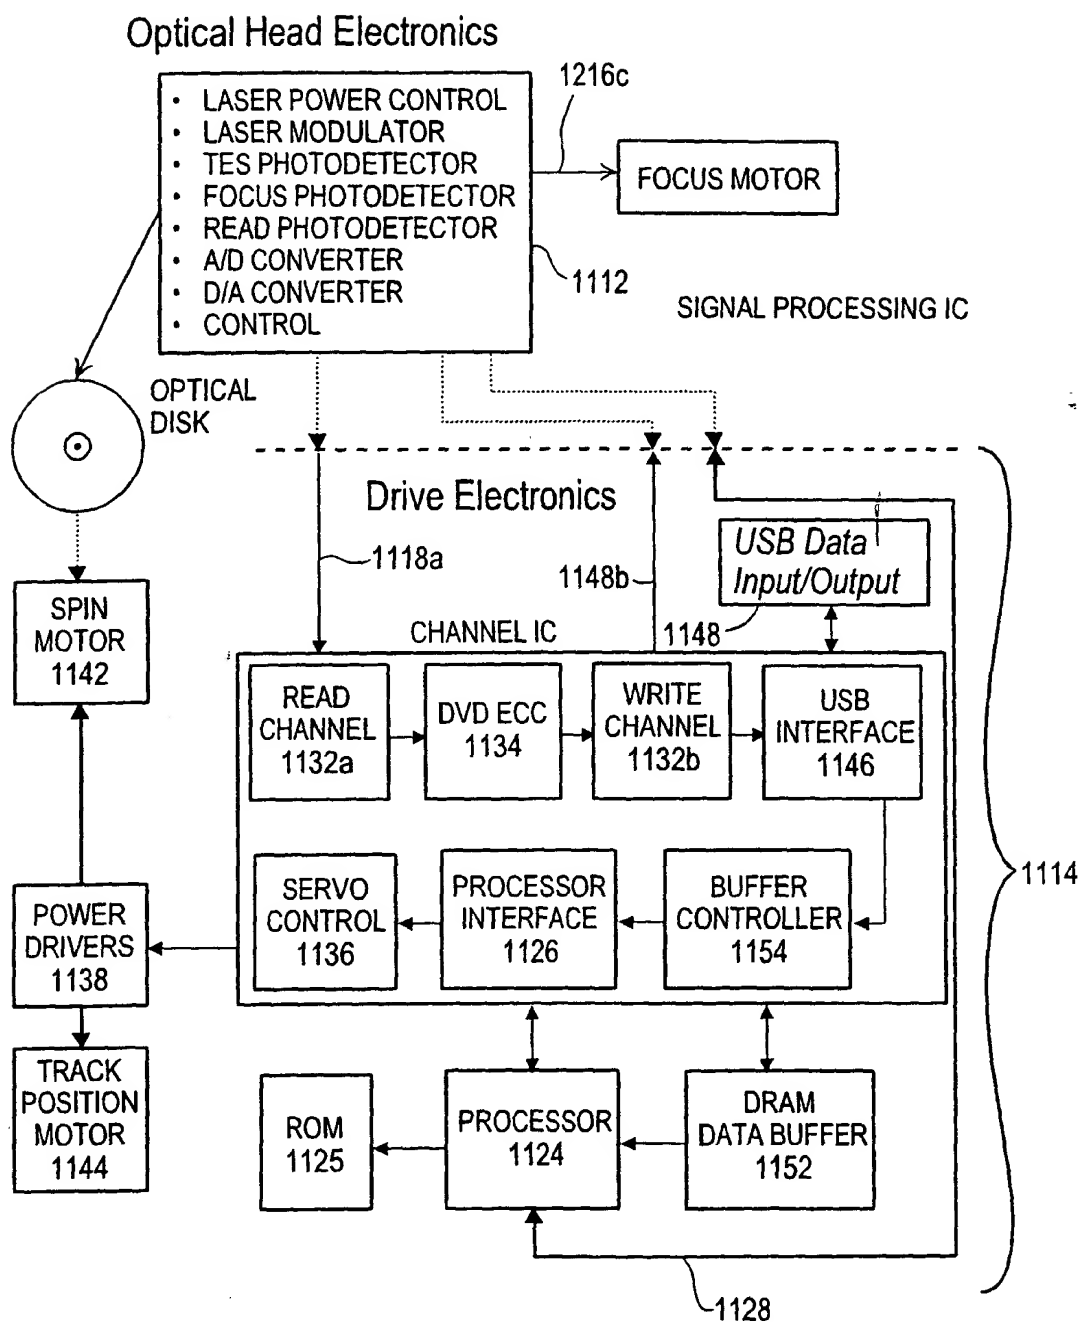 Optical Head Electronics
1216c
• LASER POWER CONTROL
• LASER MODULATOR
• TES PHOTODETECTOR
• FOCUS PHOTODETECTOR
• READ PHOTODETECTOR
• A/D CONVERTER
• D/A CONVERTER
• CONTROL
FOCUS MOTOR
1112
SIGNAL PROCESSING IC
OPTICAL
DISK
Drive Electronics
1118a
1148b
USB Data
Input/Output
1148
SPIN
MOTOR
1142
CHANNEL IC
READ
CHANNEL
1132a
DVD ECC
1134
WRITE
CHANNEL
1132b
USB
INTERFACE
1146
1114
POWER
DRIVERS
1138
SERVO
CONTROL
1136
PROCESSOR
INTERFACE
1126
BUFFER
CONTROLLER
1154
TRACK
POSITION
MOTOR
1144
ROM
1125
PROCESSOR
1124
DRAM
DATA BUFFER
1152
1128